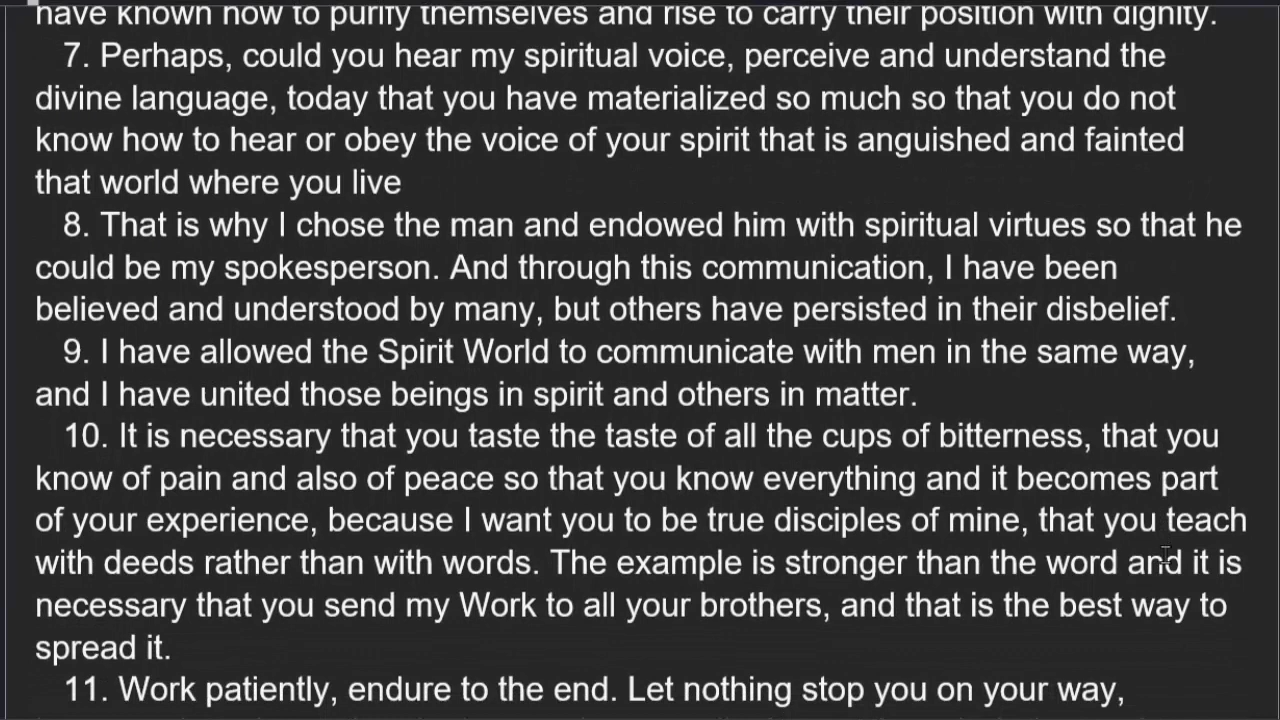 have known how to purify themselves and rise to carry their position with dignity.
7. Perhaps, could you hear my spiritual voice, perceive and understand the
divine language, today that you have materialized so much so that you do not
know how to hear or obey the voice of your spirit that is anguished and fainted
that world where you live
8. That is why I chose the man and endowed him with spiritual virtues so that he
could be my spokesperson. And through this communication, I have been
believed and understood by many, but others have persisted in their disbelief.
9. I have allowed the Spirit World to communicate with men in the same way,
and I have united those beings in spirit and others in matter.
10. It is necessary that you taste the taste of all the cups of bitterness, that you
know of pain and also of peace so that you know everything and it becomes part
of your experience, because I want you to be true disciples of mine, that you teach
with deeds rather than with words. The example is stronger than the word and it is
necessary that you send my Work to all your brothers, and that is the best way to
spread it.
11. Work patiently, endure to the end. Let nothing stop you on your way,